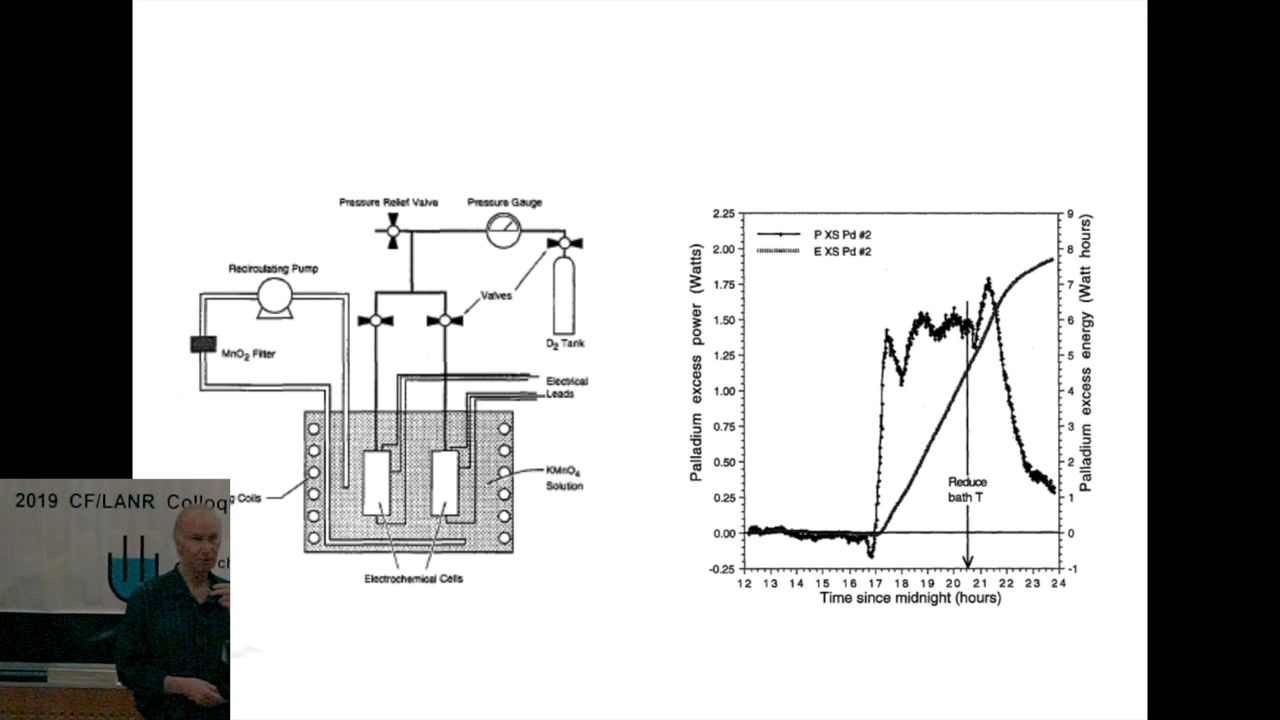 Pressure Relief Valve
Pressure Gauge
Recirculating Pump
Valves
MnO2 Filter
D2 Tank
Electrical
Leads
KMnO4
Solution
g Coils
Electrochemical Cells
P XS Pd #2
E XS Pd #2
Palladium excess power (Watts)
2.25
2.00
1.75
1.50
1.25
1.00
0.75
0.50
0.25
0.00
-0.25
Palladium excess energy (Watt hours)
9
8
7
6
5
4
3
2
1
0
-1
Reduce
bath T
12 13 14 15 16 17 18 19 20 21 22 23 24
Time since midnight (hours)
2019 CF/LANR Colloq
ch